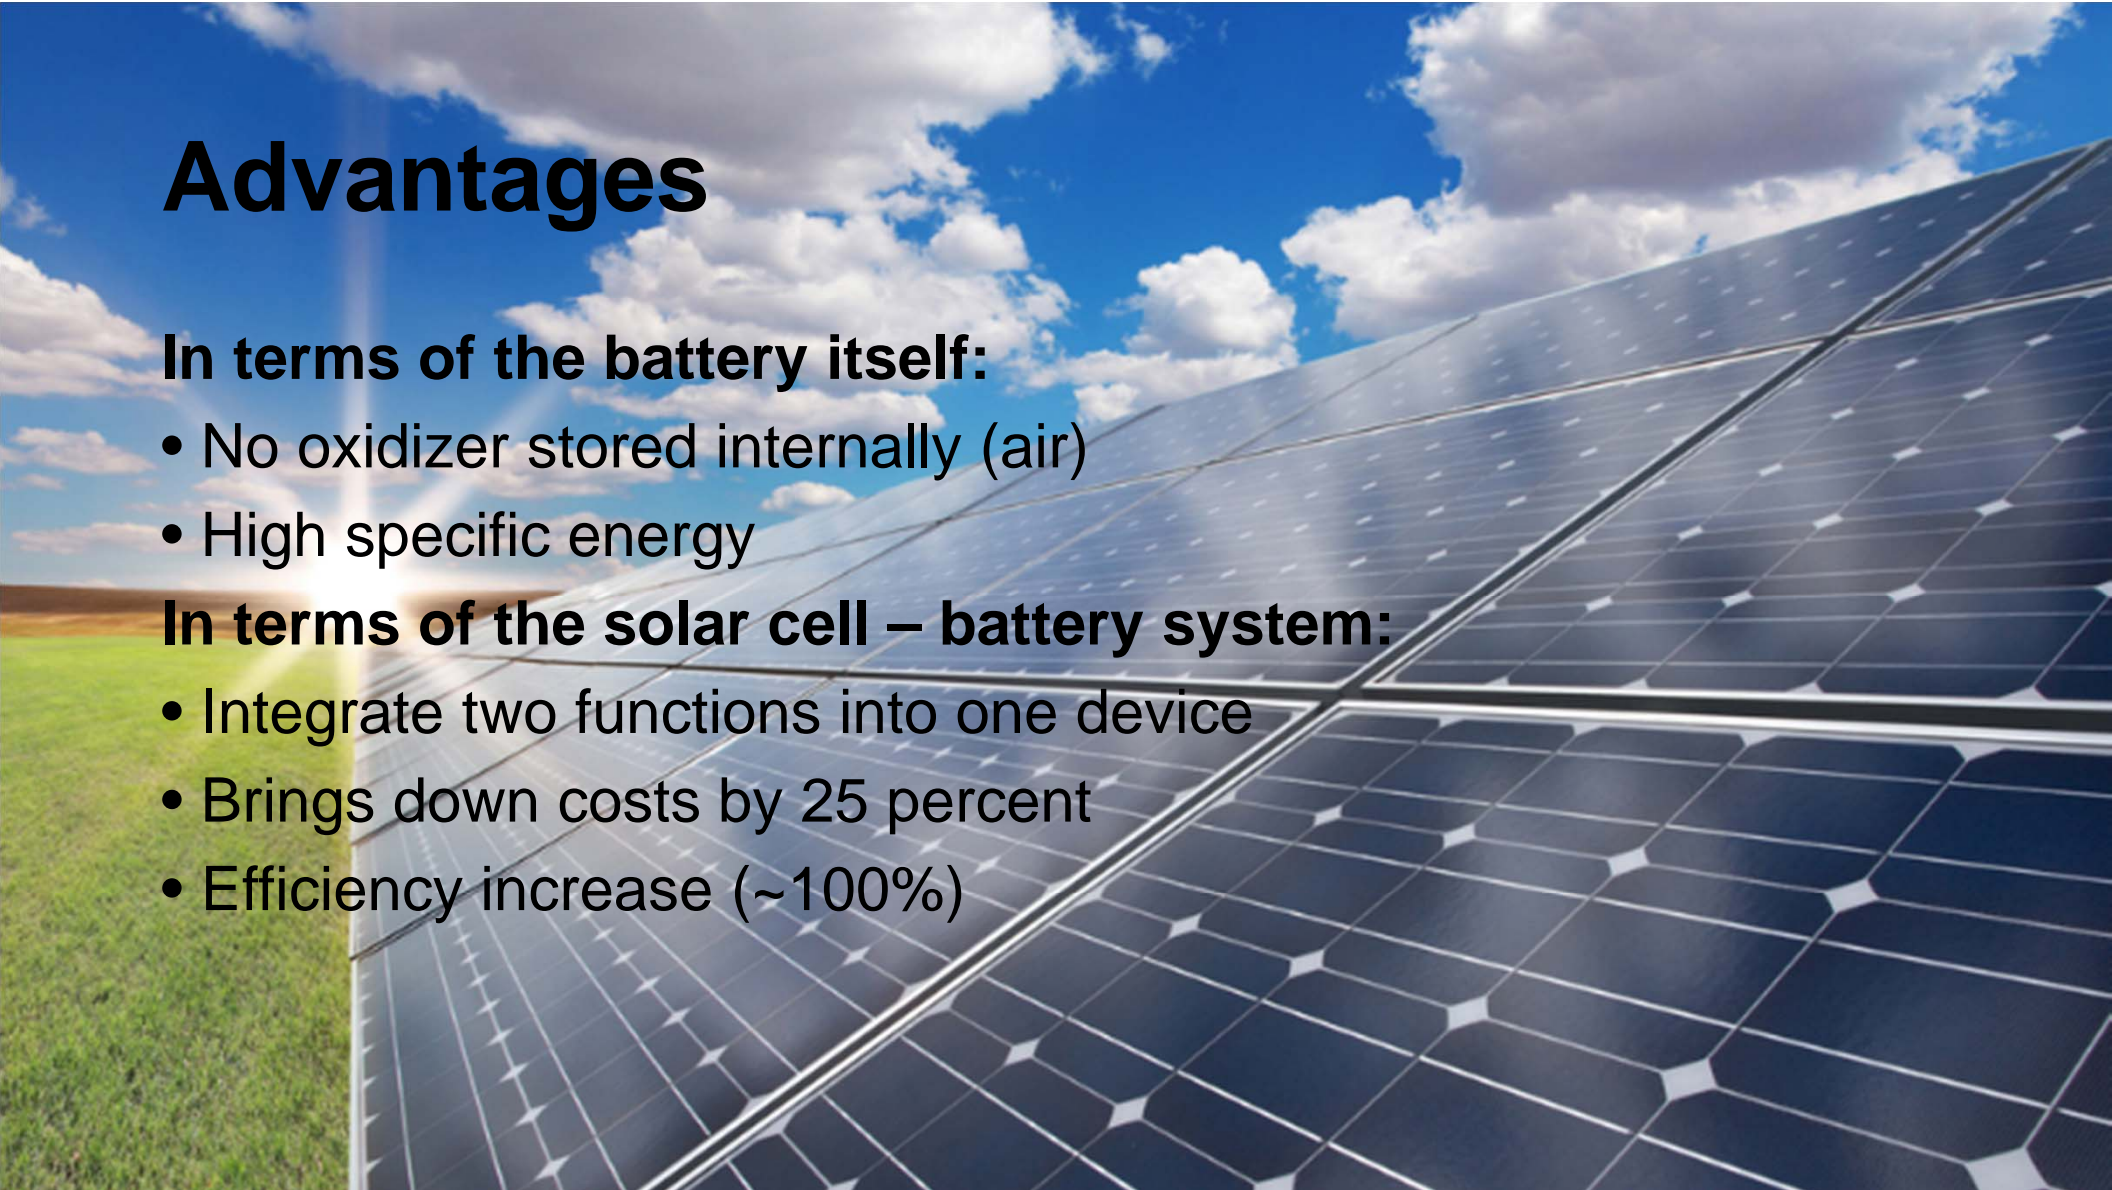 Advantages
In terms of the battery itself:
• No oxidizer stored internally (air)
• High specific energy
In terms of the solar cell – battery system:
• Integrate two functions into one device
• Brings down costs by 25 percent
• Efficiency increase (~100%)